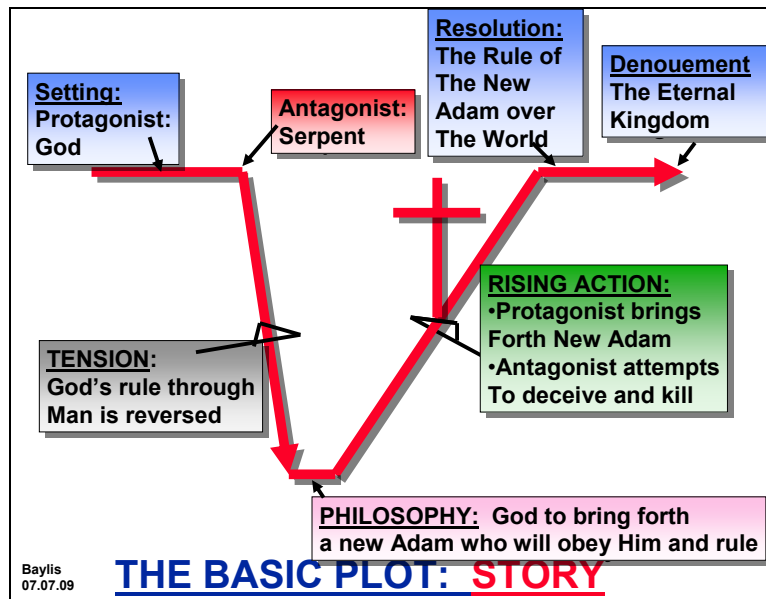 Setting:
Protagonist:
God
Antagonist:
Serpent
Resolution:
The Rule of
The New
Adam over
The World
Denouement
The Eternal
Kingdom
TENSION:
God's rule through
Man is reversed
RISING ACTION:
•Protagonist brings
Forth New Adam
•Antagonist attempts
To deceive and kill
PHILOSOPHY: God to bring forth
a new Adam who will obey Him and rule
Baylis
07.07.09
THE BASIC PLOT: STORY